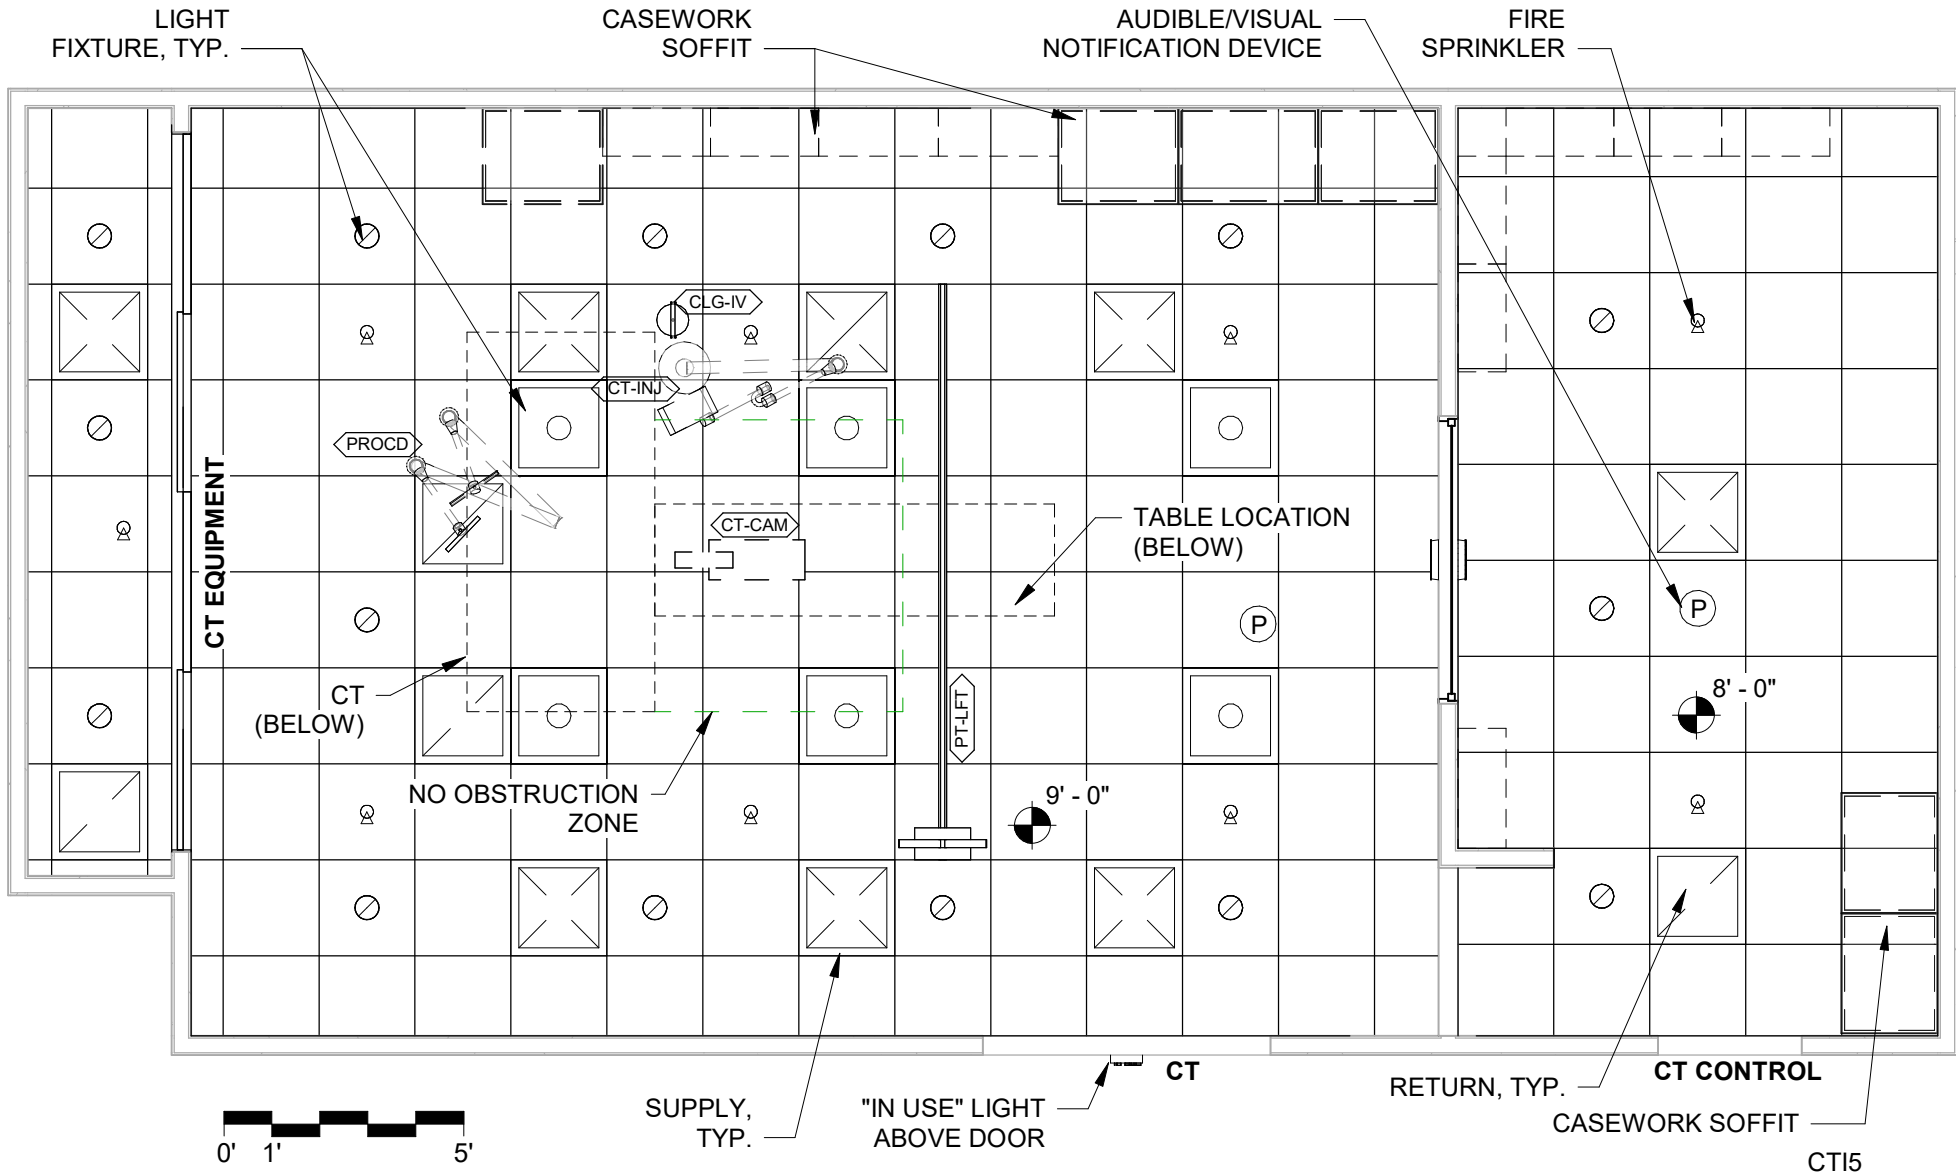 LIGHT
FIXTURE, TYP.
CASEWORK
SOFFIT
AUDIBLE/VISUAL
NOTIFICATION DEVICE
FIRE
SPRINKLER
CLG-IV
CT-INJ
PROCD
CT EQUIPMENT
CT-CAM
TABLE LOCATION
(BELOW)
P
P
CT
(BELOW)
PT-LFT
8' - 0"
NO OBSTRUCTION
ZONE
9' - 0"
CT
CT CONTROL
RETURN, TYP.
SUPPLY,
TYP.
"IN USE" LIGHT
ABOVE DOOR
CASEWORK SOFFIT
0' 1' 5'
CTI5